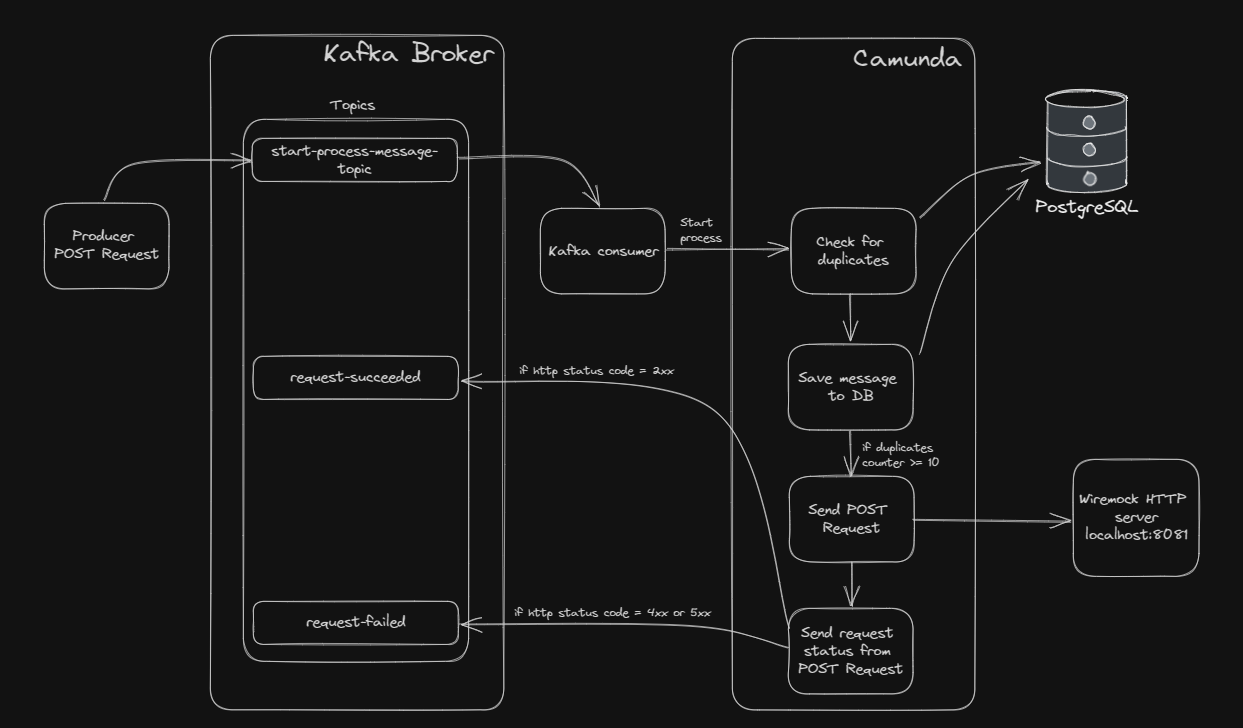 Kafka Broker
Topics
start-process-message-
topic
Producer
POST Request
request-succeeded
request-failed
Kafka consumer
Start
process
if http status code = 2xx
if http status code = 4xx or 5xx
Camunda
Check for
duplicates
Save message
to DB
if duplicates
counter >= 10
Send POST
Request
Send request
status from
POST Request
PostgreSQL
Wiremock HTTP
server
localhost:8081